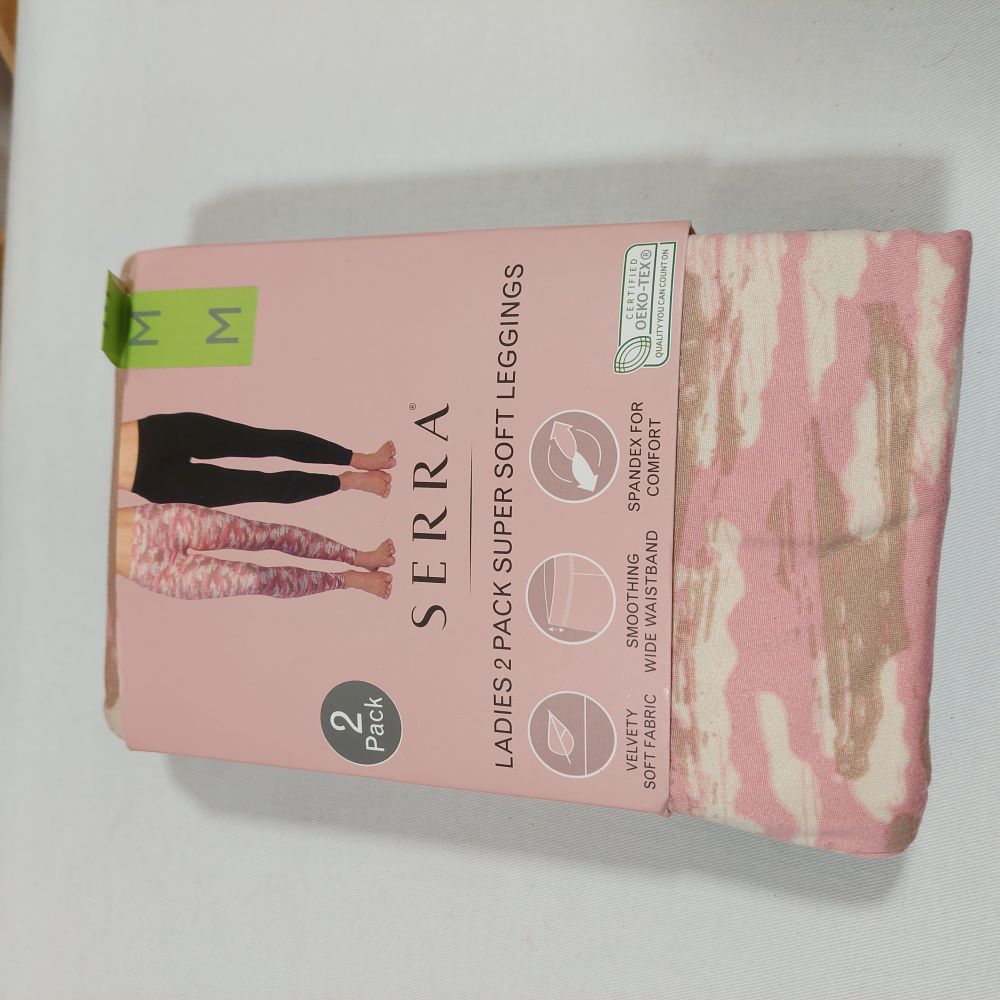 M
M
SERRA®
2
Pack
LADIES 2 PACK SUPER SOFT LEGGINGS
VELVETY
SOFT FABRIC
SMOOTHING
WIDE WAISTBAND
SPANDEX FOR
COMFORT
CERTIFIED
OEKO-TEX®
QUALITY YOU CAN COUNT ON